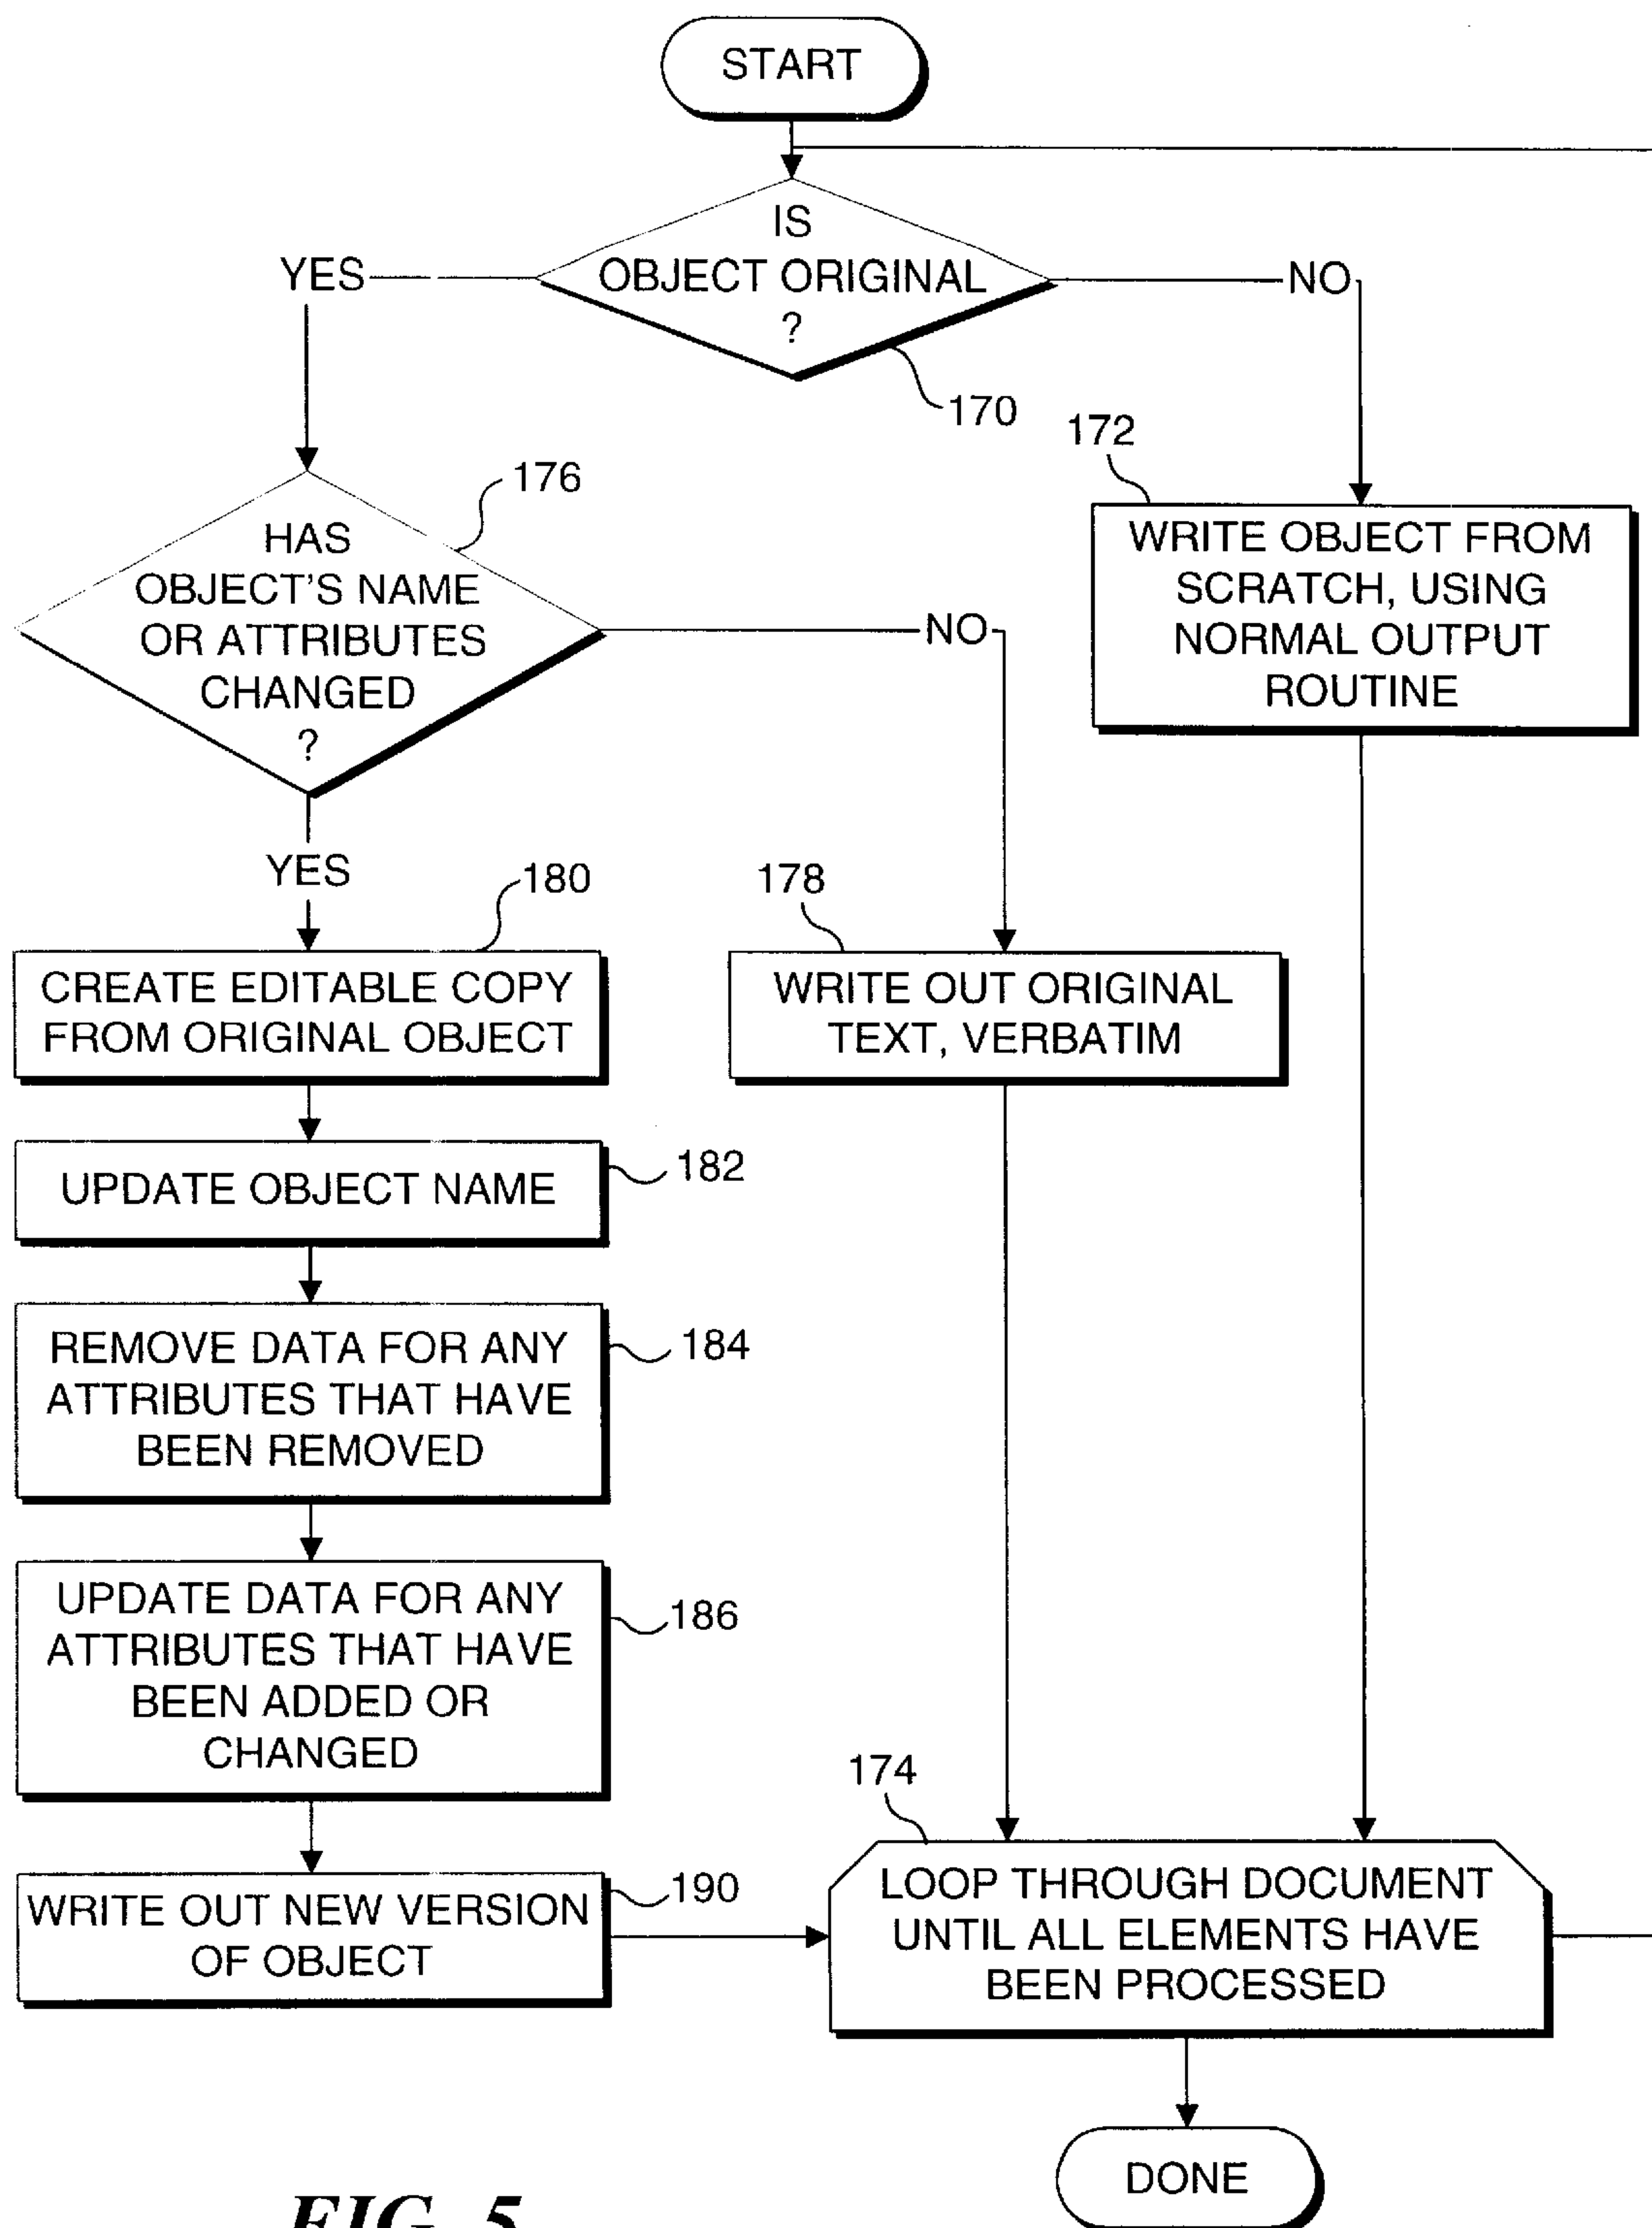 START
IS
OBJECT ORIGINAL
?
YES
NO
170
172
176
HAS
OBJECT'S NAME
OR ATTRIBUTES
CHANGED
?
NO
WRITE OBJECT FROM
SCRATCH, USING
NORMAL OUTPUT
ROUTINE
YES
180
178
CREATE EDITABLE COPY
FROM ORIGINAL OBJECT
WRITE OUT ORIGINAL
TEXT, VERBATIM
UPDATE OBJECT NAME
182
REMOVE DATA FOR ANY
ATTRIBUTES THAT HAVE
BEEN REMOVED
184
UPDATE DATA FOR ANY
ATTRIBUTES THAT HAVE
BEEN ADDED OR
CHANGED
186
174
WRITE OUT NEW VERSION
OF OBJECT
190
LOOP THROUGH DOCUMENT
UNTIL ALL ELEMENTS HAVE
BEEN PROCESSED
DONE
FIG. 5